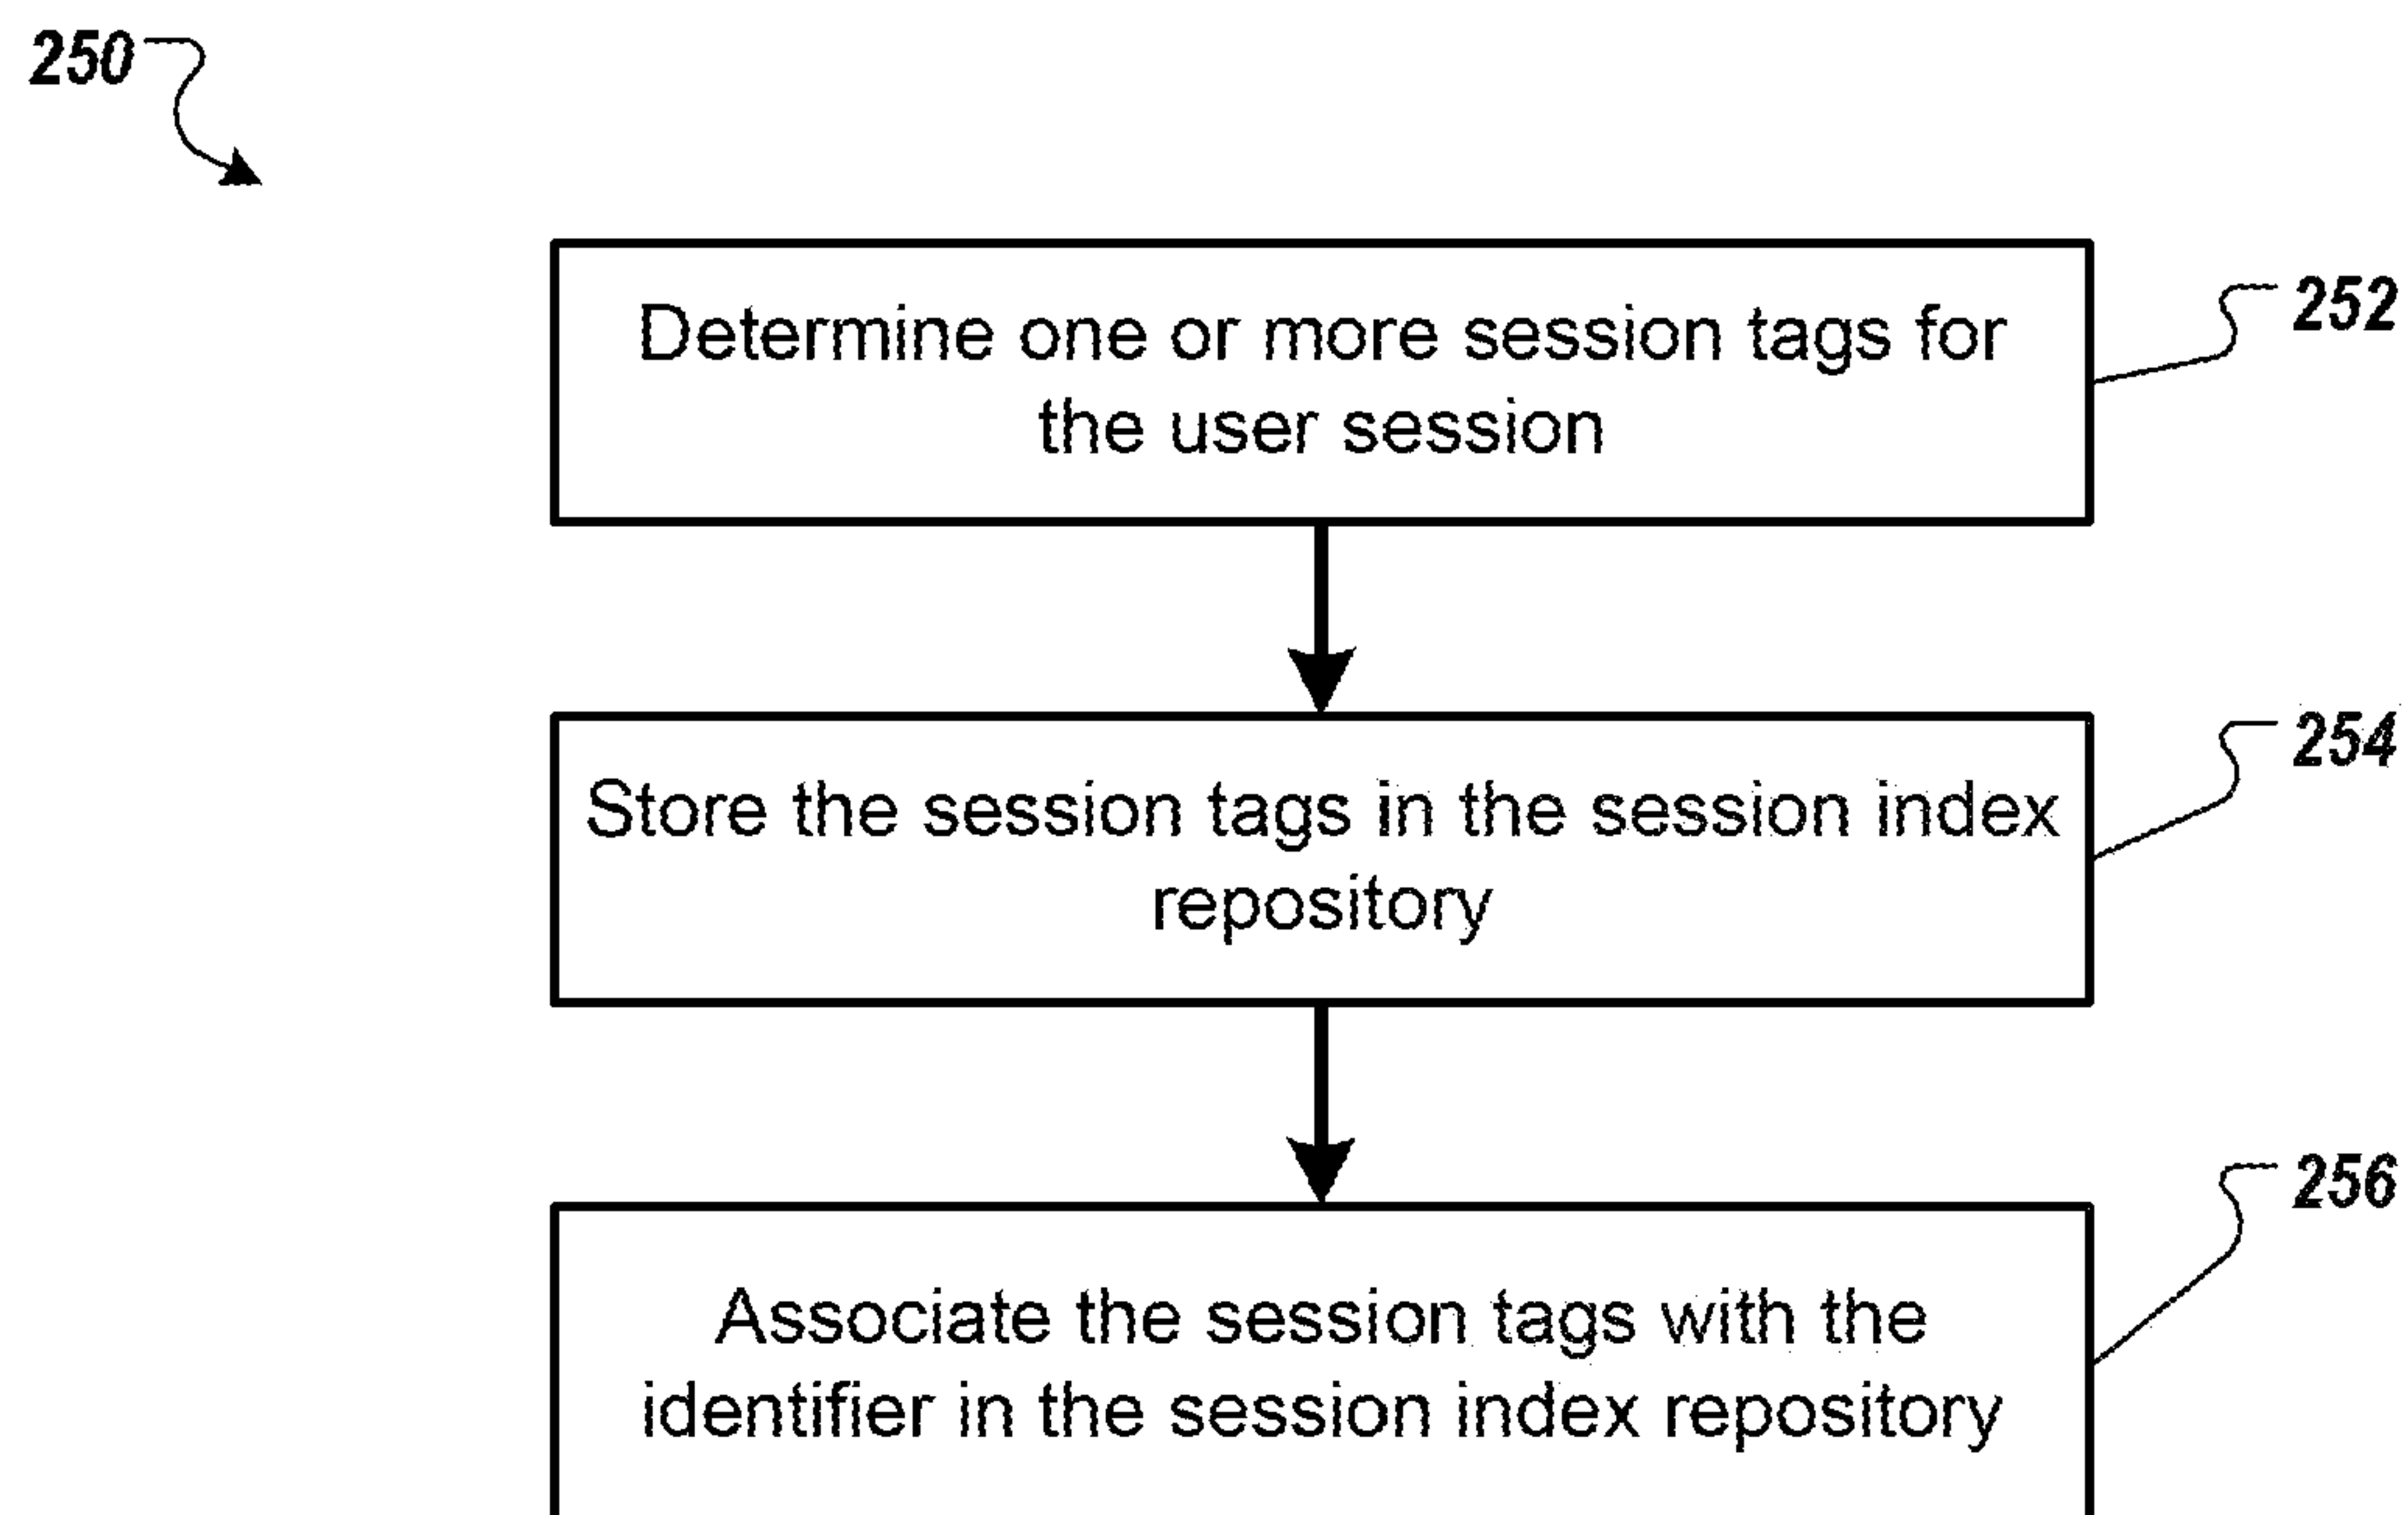 250
252
Determine one or more session tags for
the user session
254
Store the session tags in the session index
repository
256
Associate the session tags with the
identifier in the session index repository